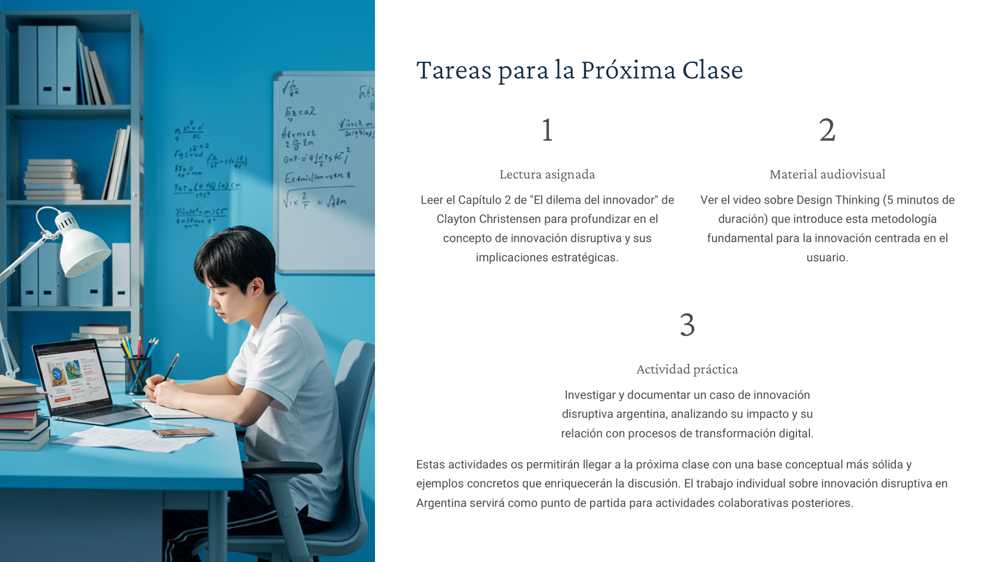 Tareas para la Próxima Clase
1
Lectura asignada
Leer el Capítulo 2 de "El dilema del innovador" de
Clayton Christensen para profundizar en el
concepto de innovación disruptiva y sus
implicaciones estratégicas.
2
Material audiovisual
Ver el video sobre Design Thinking (5 minutos de
duración) que introduce esta metodología
fundamental para la innovación centrada en el
usuario.
3
Actividad práctica
Investigar y documentar un caso de innovación
disruptiva argentina, analizando su impacto y su
relación con procesos de transformación digital.
Estas actividades os permitirán llegar a la próxima clase con una base conceptual más sólida y
ejemplos concretos que enriquecerán la discusión. El trabajo individual sobre innovación disruptiva en
Argentina servirá como punto de partida para actividades colaborativas posteriores.